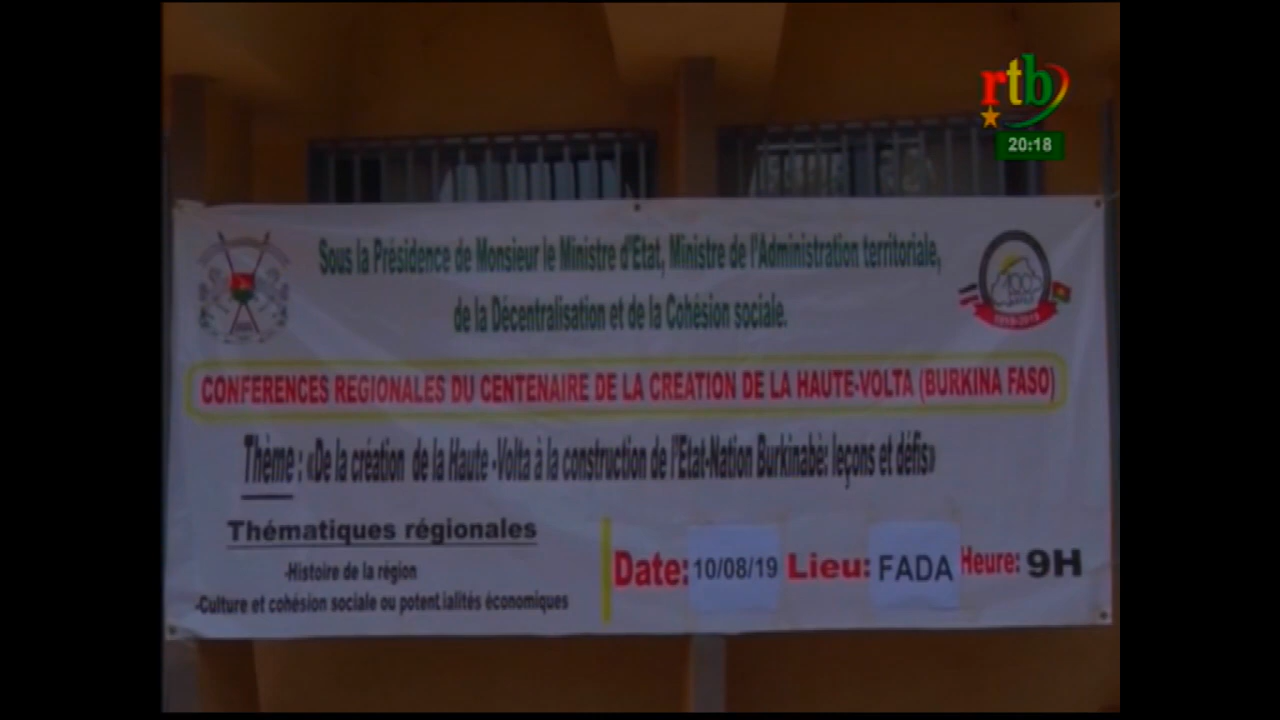 rtb
20:18
Sous la Présidence de Monsieur le Ministre d'Etat, Ministre de l'Administration territoriale,
de la Décentralisation et de la Cohésion sociale.
100
1919-2019
CONFERENCES REGIONALES DU CENTENAIRE DE LA CREATION DE LA HAUTE-VOLTA (BURKINA FASO)
Thème : «De la création de la Haute -Volta à la construction de l'Etat-Nation Burkinabè: leçons et défis»
Thématiques régionales
-Histoire de la région
-Culture et cohésion sociale ou potentialités économiques
Date: 10/08/19 Lieu: FADA Heure: 9H